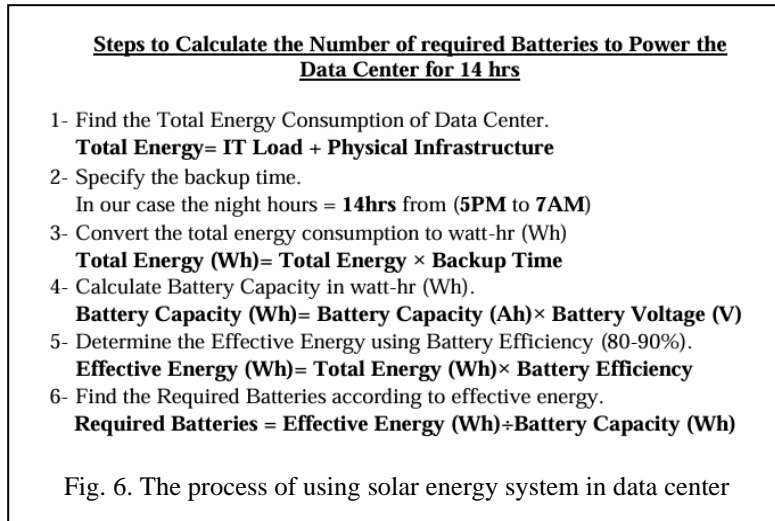 Steps to Calculate the Number of required Batteries to Power the
Data Center for 14 hrs
1- Find the Total Energy Consumption of Data Center.
Total Energy= IT Load + Physical Infrastructure
2- Specify the backup time.
In our case the night hours = 14hrs from (5PM to 7AM)
3- Convert the total energy consumption to watt-hr (Wh)
Total Energy (Wh)= Total Energy × Backup Time
4- Calculate Battery Capacity in watt-hr (Wh).
Battery Capacity (Wh)= Battery Capacity (Ah)× Battery Voltage (V)
5- Determine the Effective Energy using Battery Efficiency (80-90%).
Effective Energy (Wh)= Total Energy (Wh)× Battery Efficiency
6- Find the Required Batteries according to effective energy.
Required Batteries = Effective Energy (Wh)÷Battery Capacity (Wh)
Fig. 6. The process of using solar energy system in data center